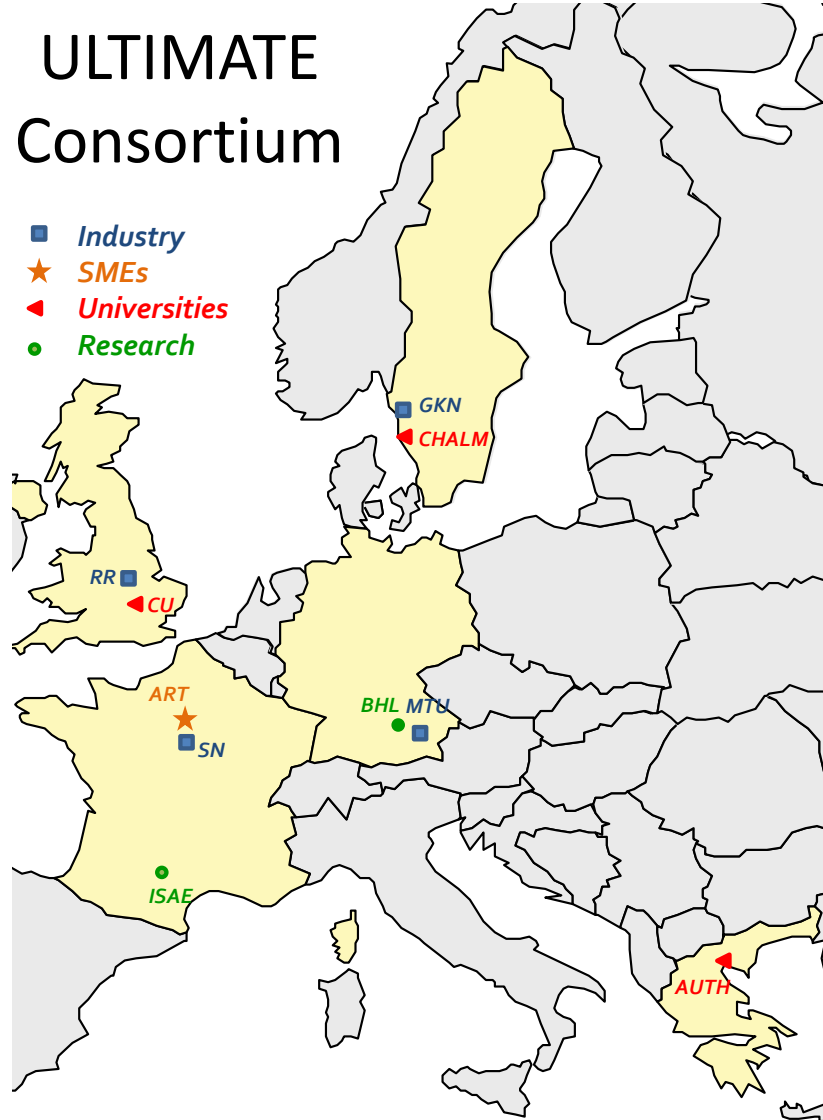 ULTIMATE
Consortium
Industry
SMEs
Universities
Research
GKN
CHALM
RR
CU
ART
SN
BHL MTU
ISAE
AUTH